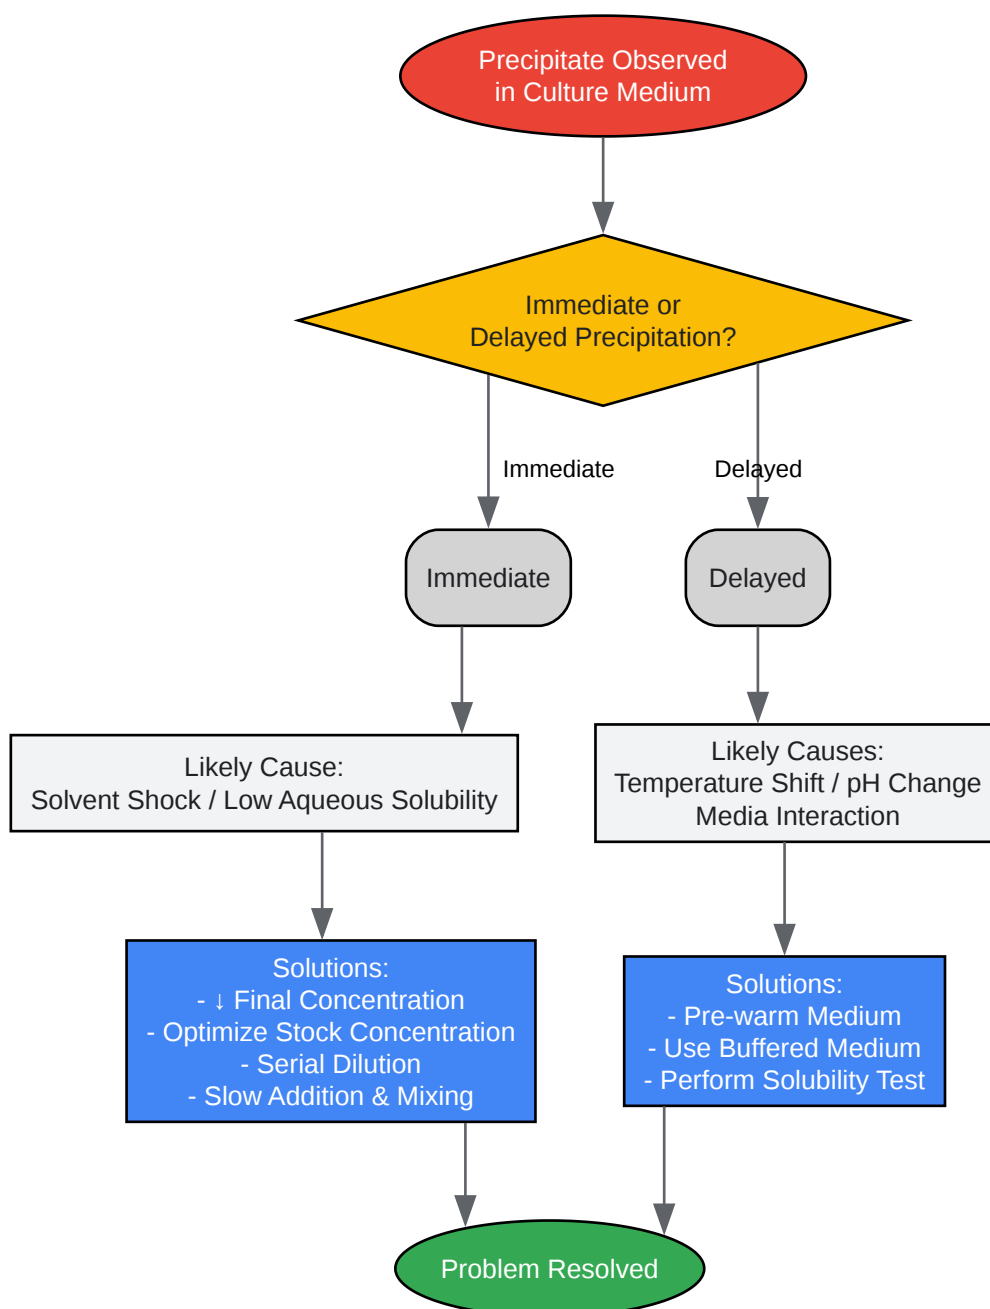 Precipitate Observed
in Culture Medium
Immediate or
Delayed Precipitation?
Immediate
Delayed
Immediate
Delayed
Likely Cause:
Solvent Shock / Low Aqueous Solubility
Likely Causes:
Temperature Shift / pH Change
Media Interaction
Solutions:
- ↓ Final Concentration
- Optimize Stock Concentration
- Serial Dilution
- Slow Addition & Mixing
Solutions:
- Pre-warm Medium
- Use Buffered Medium
- Perform Solubility Test
Problem Resolved